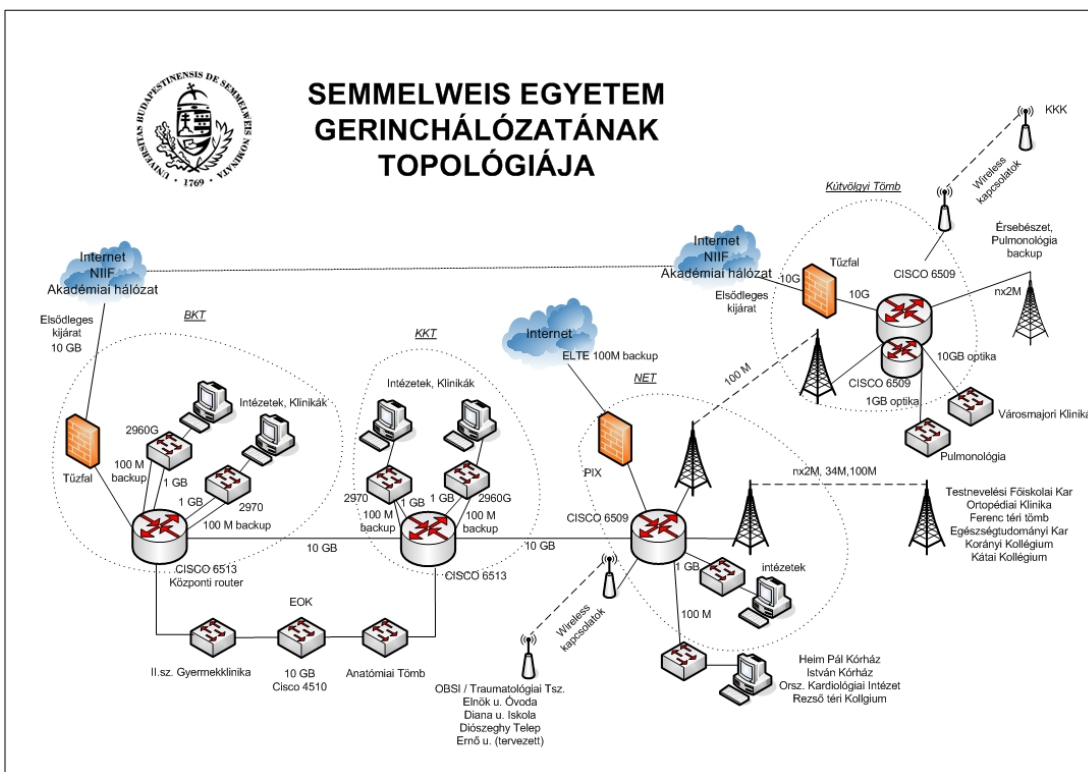 SEMMELWEIS EGYETEM
GERINCHÁLÓZATÁNAK
TOPOLÓGIÁJA
UNIVERSITAS BUDAPESTINENSIS DE SEMMELWEIS NOMINATA
• 1769 •
KKK
Wireless
kapcsolatok
Kútvölgyi Tömb
Internet
NIIF
Akadémiai hálózat
Elsődleges
kijárat
10G
Tűzfal
10G
CISCO 6509
Érsebészet,
Pulmonológia
backup
nx2M
CISCO 6509
10GB optika
1GB optika
Városmajori Klinika
Pulmonológia
Internet
NIIF
Akadémiai hálózat
Elsődleges
kijárat
10 GB
BKT
Tűzfal
2960G
Intézetek, Klinikák
100 M
backup
1 GB
1 GB
2970
100 M backup
CISCO 6513
Központi router
10 GB
KKT
Intézetek, Klinikák
2970
1 GB
1 GB
2960G
100 M
backup
100 M
backup
CISCO 6513
10 GB
Internet
ELTE 100M backup
NET
PIX
100 M
CISCO 6509
nx2M, 34M,100M
Testnevelési Főiskolai Kar
Ortopédiai Klinika
Ferenc téri tömb
Egészségtudományi Kar
Korányi Kollégium
Kátai Kollégium
1 GB
intézetek
100 M
Heim Pál Kórház
István Kórház
Orsz. Kardiológiai Intézet
Rezső téri Kollgium
Wireless
kapcsolatok
OBSI / Traumatológiai Tsz.
Elnök u. Óvoda
Diana u. Iskola
Diószeghy Telep
Ernő u. (tervezett)
EOK
II.sz. Gyermekklinika
10 GB
Cisco 4510
Anatómiai Tömb